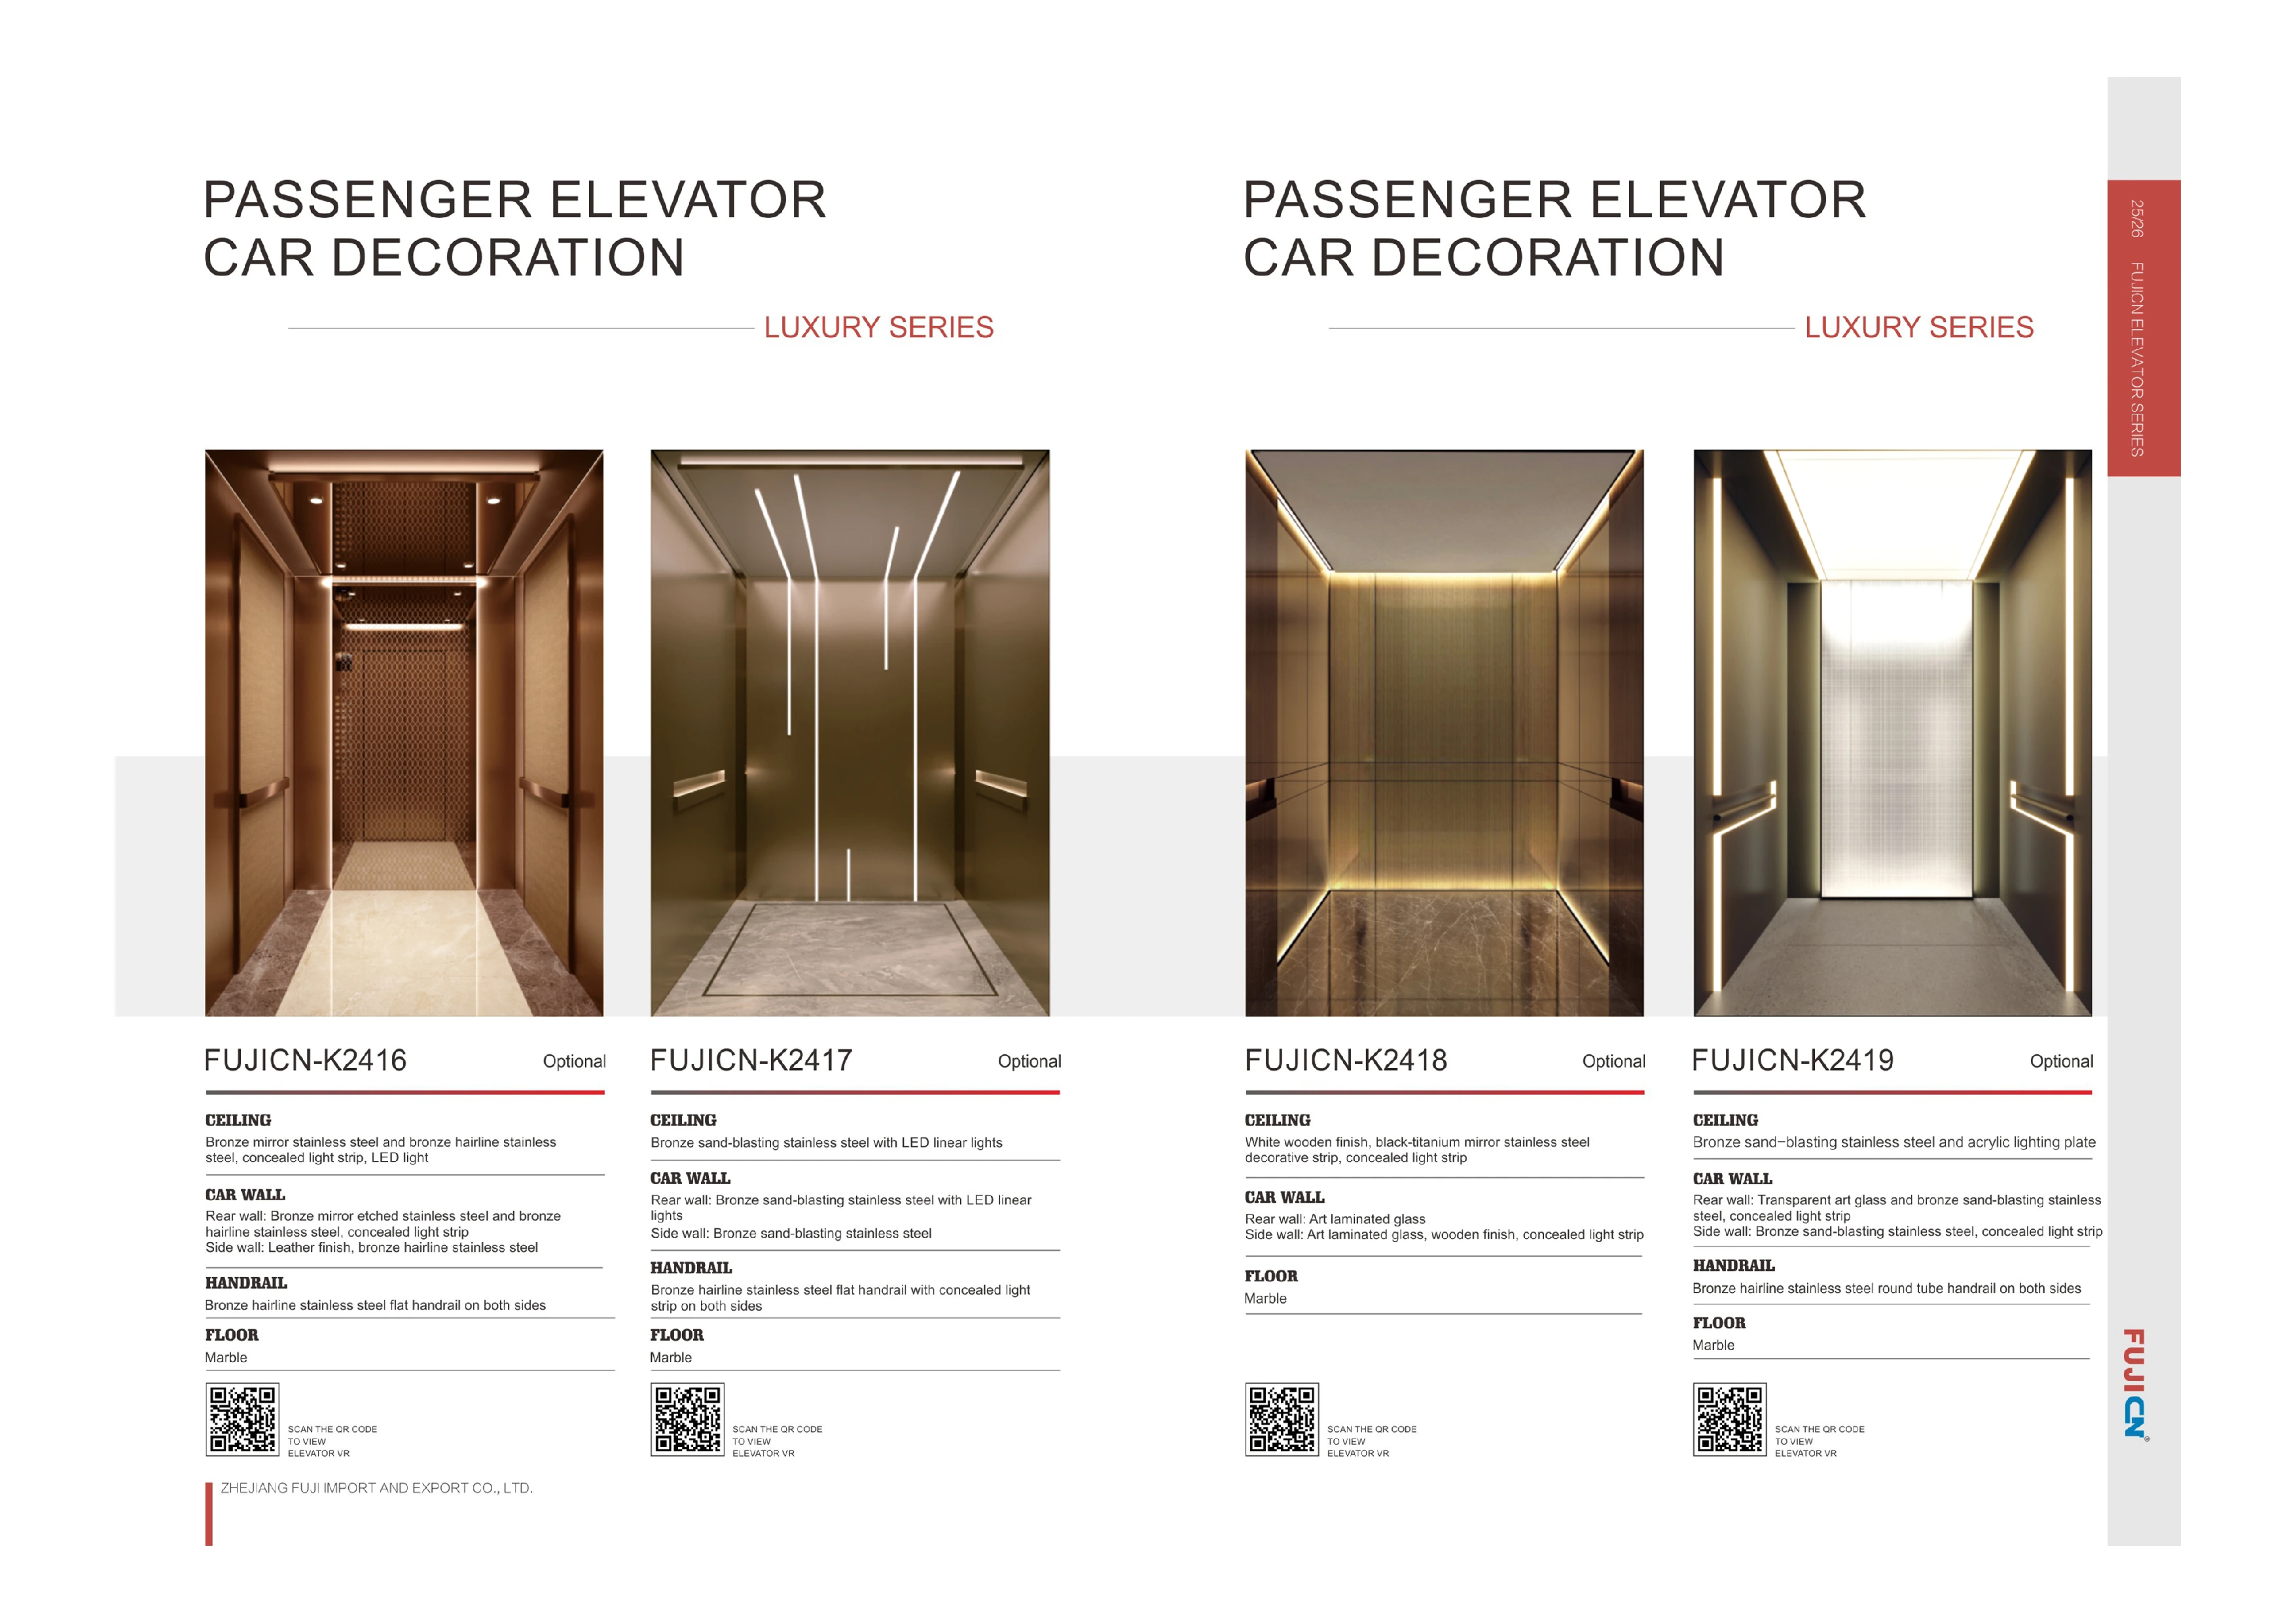 PASSENGER ELEVATOR
CAR DECORATION
LUXURY SERIES
FUJICN-K2416 Optional
CEILING
Bronze mirror stainless steel and bronze hairline stainless
steel, concealed light strip, LED light
CAR WALL
Rear wall: Bronze mirror etched stainless steel and bronze
hairline stainless steel, concealed light strip
Side wall: Leather finish, bronze hairline stainless steel
HANDRAIL
Bronze hairline stainless steel flat handrail on both sides
FLOOR
Marble
SCAN THE QR CODE
TO VIEW
ELEVATOR VR
FUJICN-K2417 Optional
CEILING
Bronze sand-blasting stainless steel with LED linear lights
CAR WALL
Rear wall: Bronze sand-blasting stainless steel with LED linear
lights
Side wall: Bronze sand-blasting stainless steel
HANDRAIL
Bronze hairline stainless steel flat handrail with concealed light
strip on both sides
FLOOR
Marble
SCAN THE QR CODE
TO VIEW
ELEVATOR VR
ZHEJIANG FUJI IMPORT AND EXPORT CO., LTD.
PASSENGER ELEVATOR
CAR DECORATION
LUXURY SERIES
FUJICN-K2418 Optional
CEILING
White wooden finish, black-titanium mirror stainless steel
decorative strip, concealed light strip
CAR WALL
Rear wall: Art laminated glass
Side wall: Art laminated glass, wooden finish, concealed light strip
FLOOR
Marble
SCAN THE QR CODE
TO VIEW
ELEVATOR VR
FUJICN-K2419 Optional
CEILING
Bronze sand−blasting stainless steel and acrylic lighting plate
CAR WALL
Rear wall: Transparent art glass and bronze sand-blasting stainless
steel, concealed light strip
Side wall: Bronze sand-blasting stainless steel, concealed light strip
HANDRAIL
Bronze hairline stainless steel round tube handrail on both sides
FLOOR
Marble
SCAN THE QR CODE
TO VIEW
ELEVATOR VR
25/26 FUJICN ELEVATOR SERIES
FUJICN®